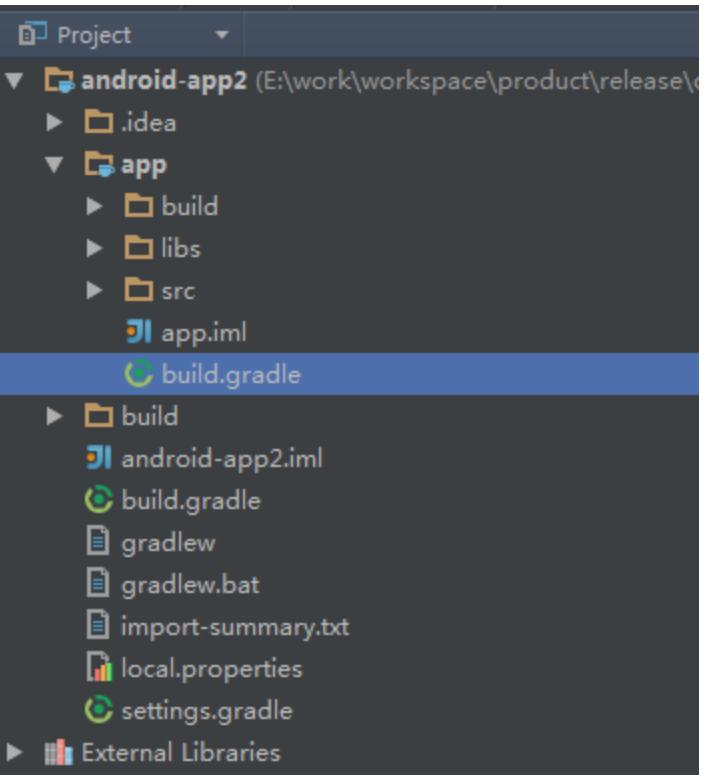 Project
android-app2 (E:\work\workspace\product\release\
.idea
app
build
libs
src
app.iml
build.gradle
build
android-app2.iml
build.gradle
gradlew
gradlew.bat
import-summary.txt
local.properties
settings.gradle
External Libraries